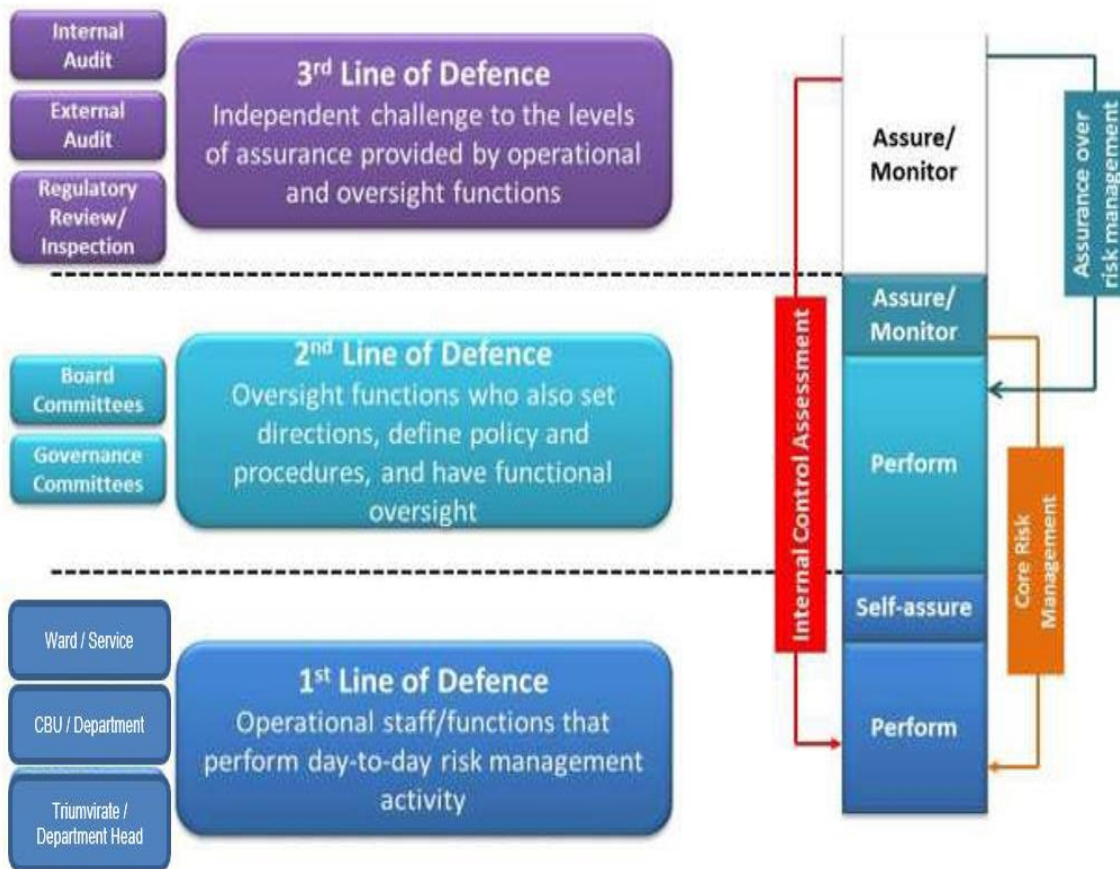 Internal
Audit
External
Audit
Regulatory
Review/
Inspection
3rd Line of Defence
Independent challenge to the levels
of assurance provided by operational
and oversight functions
Board
Committees
Governance
Committees
2nd Line of Defence
Oversight functions who also set
directions, define policy and
procedures, and have functional
oversight
Ward / Service
CBU / Department
Triumvirate /
Department Head
1st Line of Defence
Operational staff/functions that
perform day-to-day risk management
activity
Internal Control Assessment
Assure/
Monitor
Assure/
Monitor
Perform
Self-assure
Perform
Assurance over
risk management
Core Risk
Management